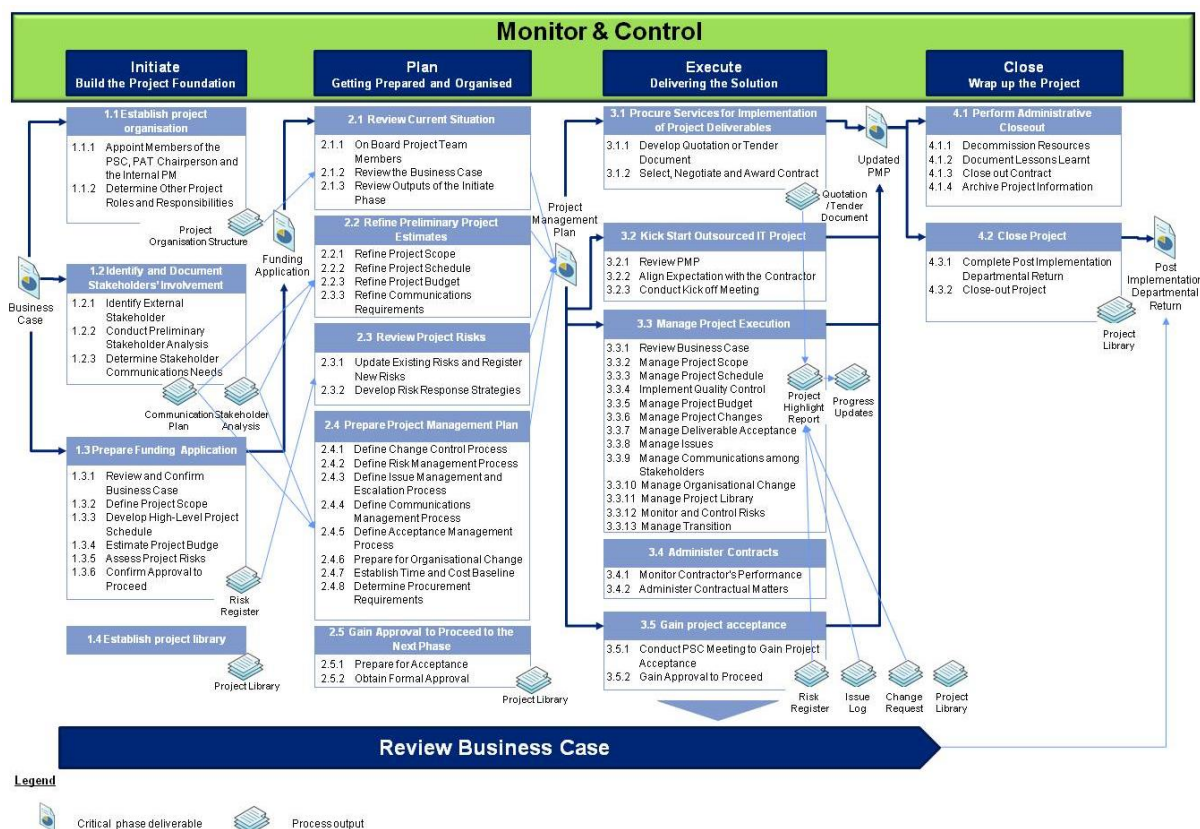 Monitor & Control
Initiate
Build the Project Foundation
Plan
Getting Prepared and Organised
Execute
Delivering the Solution
Close
Wrap up the Project
Business
Case
1.1 Establish project
organisation
1.1.1 Appoint Members of the
PSC, PAT Chairperson and
the Internal PM
1.1.2 Determine Other Project
Roles and Responsibilities
Project
Organisation Structure
1.2 Identify and Document
Stakeholders' Involvement
1.2.1 Identify External
Stakeholder
1.2.2 Conduct Preliminary
Stakeholder Analysis
1.2.3 Determine Stakeholder
Communications Needs
Communication
Plan
Stakeholder
Analysis
1.3 Prepare Funding Application
1.3.1 Review and Confirm
Business Case
1.3.2 Define Project Scope
1.3.3 Develop High-Level Project
Schedule
1.3.4 Estimate Project Budget
1.3.5 Assess Project Risks
1.3.6 Confirm Approval to
Proceed
Risk
Register
1.4 Establish project library
Project Library
Funding
Application
2.1 Review Current Situation
2.1.1 On Board Project Team
Members
2.1.2 Review the Business Case
2.1.3 Review Outputs of the Initiate
Phase
2.2 Refine Preliminary Project
Estimates
2.2.1 Refine Project Scope
2.2.2 Refine Project Schedule
2.2.3 Refine Project Budget
2.3.3 Refine Communications
Requirements
2.3 Review Project Risks
2.3.1 Update Existing Risks and Register
New Risks
2.3.2 Develop Risk Response Strategies
2.4 Prepare Project Management Plan
2.4.1 Define Change Control Process
2.4.2 Define Risk Management Process
2.4.3 Define Issue Management and
Escalation Process
2.4.4 Define Communications
Management Process
2.4.5 Define Acceptance Management
Process
2.4.6 Prepare for Organisational Change
2.4.7 Establish Time and Cost Baseline
2.4.8 Determine Procurement
Requirements
2.5 Gain Approval to Proceed to the
Next Phase
2.5.1 Prepare for Acceptance
2.5.2 Obtain Formal Approval
Project Library
Project
Management
Plan
3.1 Procure Services for Implementation
of Project Deliverables
3.1.1 Develop Quotation or Tender
Document
3.1.2 Select, Negotiate and Award Contract
Quotation
/Tender
Document
3.2 Kick Start Outsourced IT Project
3.2.1 Review PMP
3.2.2 Align Expectation with the Contractor
3.2.3 Conduct Kick off Meeting
3.3 Manage Project Execution
3.3.1 Review Business Case
3.3.2 Manage Project Scope
3.3.3 Manage Project Schedule
3.3.4 Implement Quality Control
3.3.5 Manage Project Budget
3.3.6 Manage Project Changes
3.3.7 Manage Deliverable Acceptance
3.3.8 Manage Issues
3.3.9 Manage Communications among
Stakeholders
3.3.10 Manage Organisational Change
3.3.11 Manage Project Library
3.3.12 Monitor and Control Risks
3.3.13 Manage Transition
Project
Highlight
Report
Progress
Updates
3.4 Administer Contracts
3.4.1 Monitor Contractor's Performance
3.4.2 Administer Contractual Matters
3.5 Gain project acceptance
3.5.1 Conduct PSC Meeting to Gain Project
Acceptance
3.5.2 Gain Approval to Proceed
Risk
Register
Issue
Log
Change
Request
Project
Library
Updated
PMP
4.1 Perform Administrative
Closeout
4.1.1 Decommission Resources
4.1.2 Document Lessons Learnt
4.1.3 Close out Contract
4.1.4 Archive Project Information
4.2 Close Project
4.3.1 Complete Post Implementation
Departmental Return
4.3.2 Close-out Project
Project
Library
Post
Implementation
Departmental
Return
Review Business Case
Legend
Critical phase deliverable
Process output